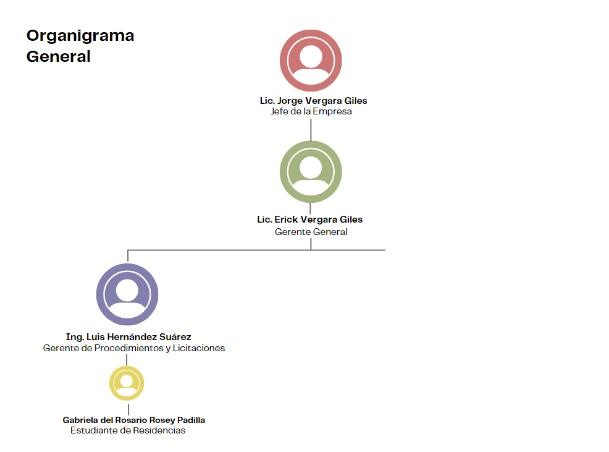 Organigrama
General
Lic. Jorge Vergara Giles
Jefe de la Empresa
Lic. Erick Vergara Giles
Gerente General
Ing. Luis Hernández Suárez
Gerente de Procedimientos y Licitaciones
Gabriela del Rosario Rosey Padilla
Estudiante de Residencias